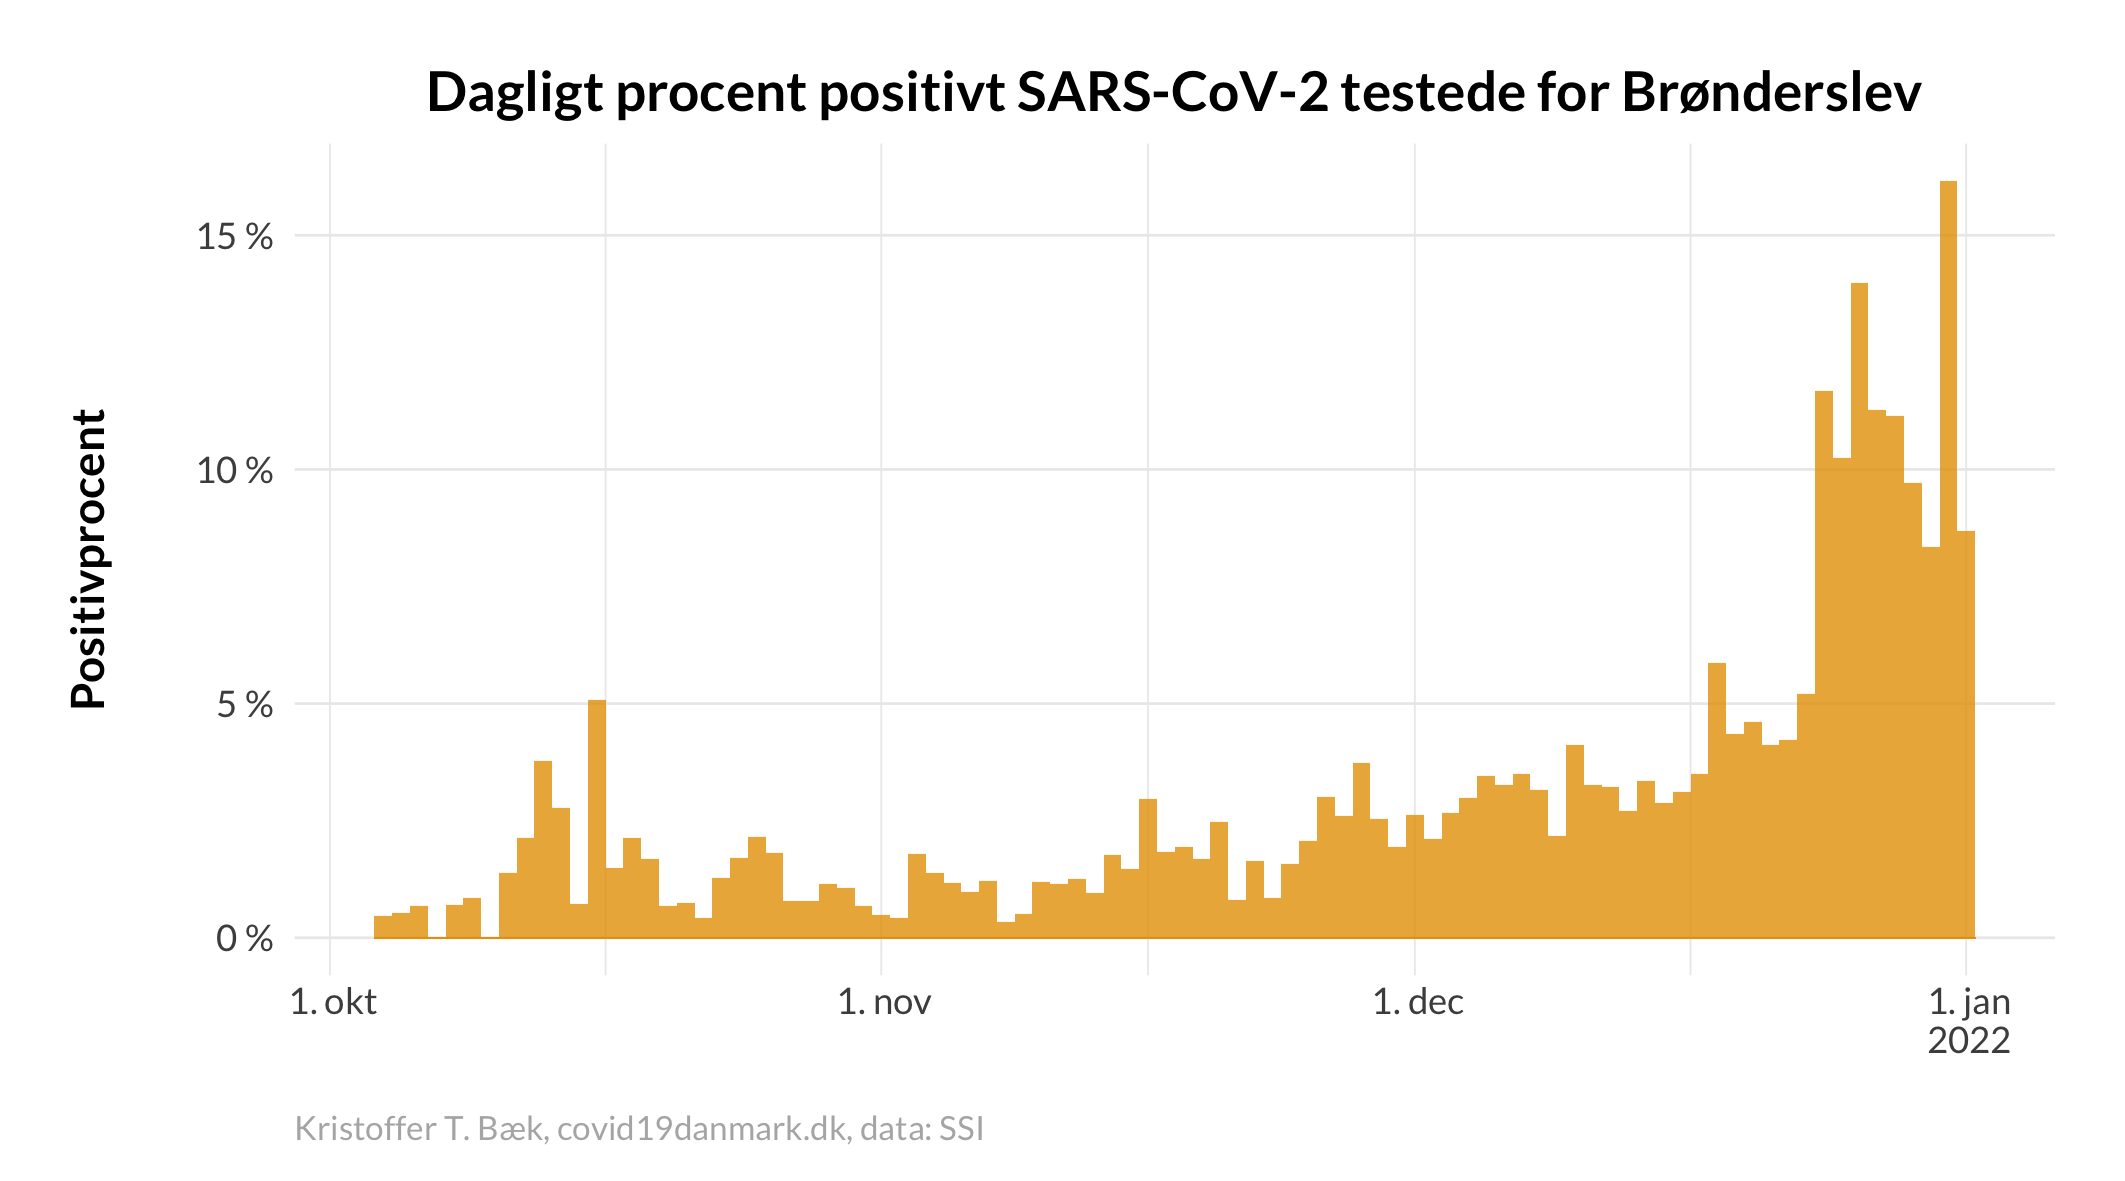 Dagligt procent positivt SARS-CoV-2 testede for Brønderslev
Positivprocent
15 %
10 %
5 %
0 %
1. okt
1. nov
1. dec
1. jan
2022
Kristoffer T. Bæk, covid19danmark.dk, data: SSI